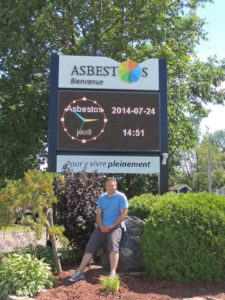 ASBESTOS
Bienvenue
Asbestos
jeudi
2014-07-24
14:51
Pour y vivre pleinement